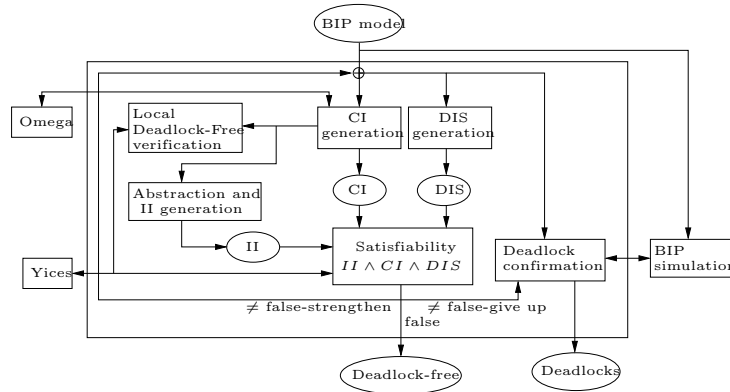 BIP model
Omega
Local
Deadlock-Free
verification
CI
generation
DIS
generation
Abstraction and
II generation
CI
DIS
II
Satisfiability
II ∧ CI ∧ DIS
Deadlock
confirmation
BIP
simulation
Yices
≠ false-strengthen
≠ false-give up
false
Deadlock-free
Deadlocks